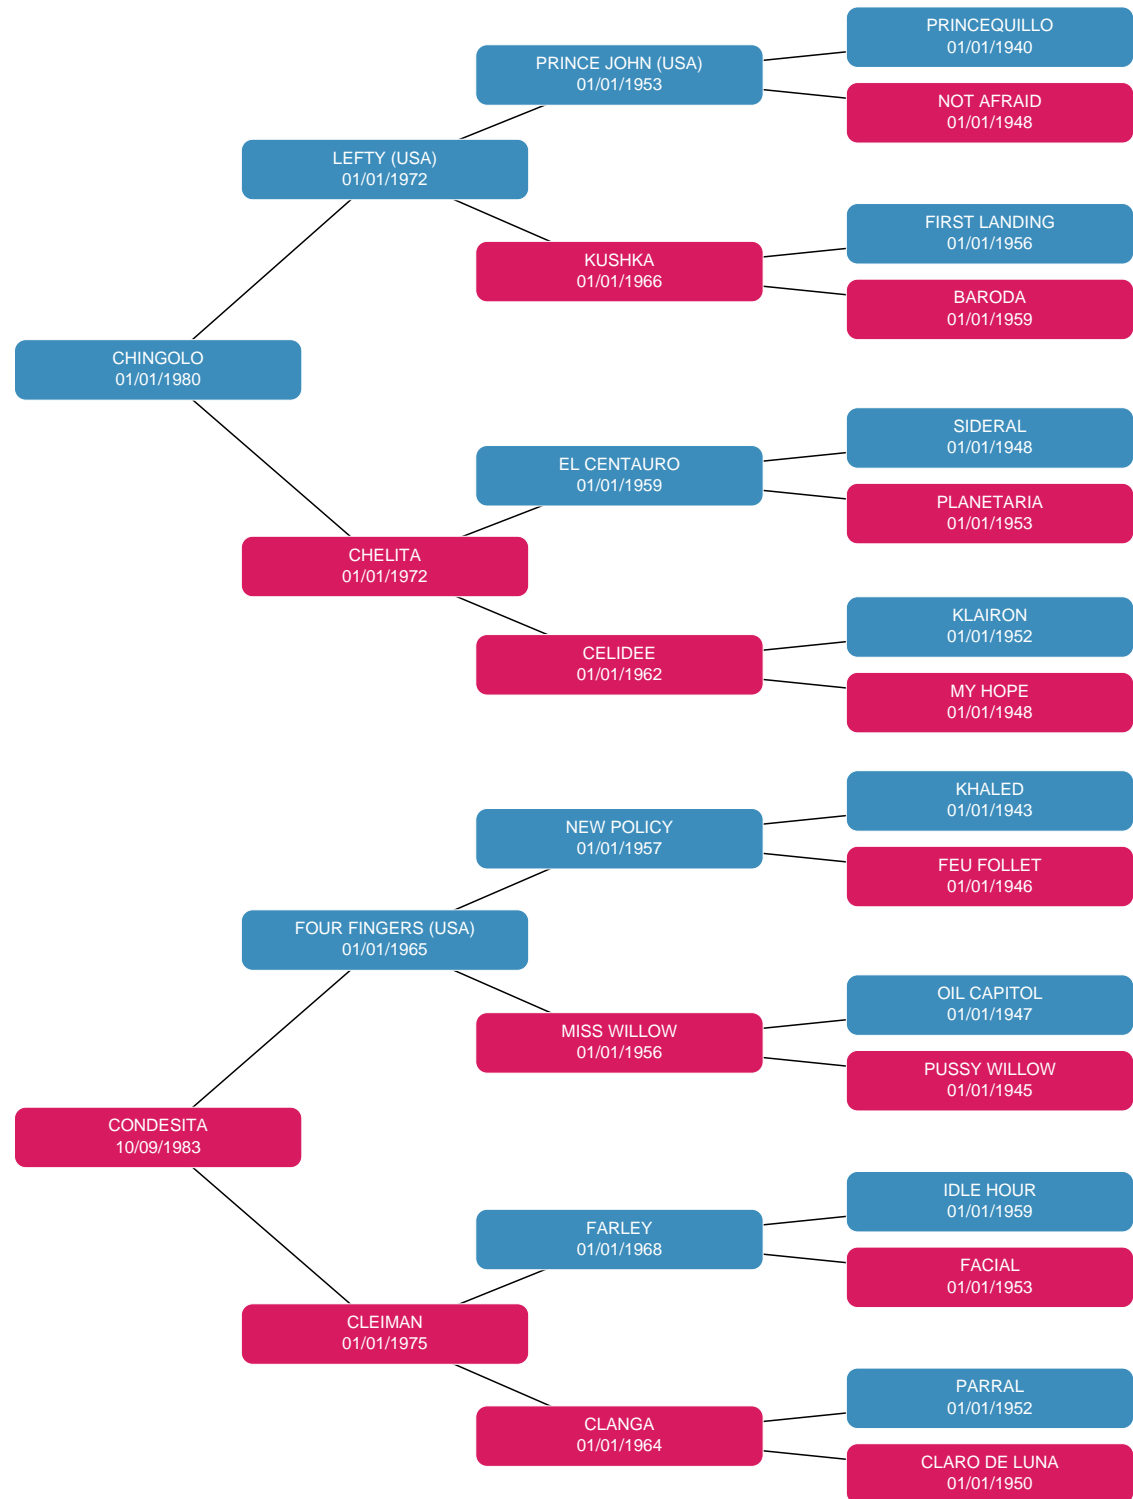 PRINCEQUILLO
01/01/1940
PRINCE JOHN (USA)
01/01/1953
NOT AFRAID
01/01/1948
LEFTY (USA)
01/01/1972
FIRST LANDING
01/01/1956
KUSHKA
01/01/1966
BARODA
01/01/1959
CHINGOLO
01/01/1980
SIDERAL
01/01/1948
EL CENTAURO
01/01/1959
PLANETARIA
01/01/1953
CHELITA
01/01/1972
KLAIRON
01/01/1952
CELIDEE
01/01/1962
MY HOPE
01/01/1948
KHALED
01/01/1943
NEW POLICY
01/01/1957
FEU FOLLET
01/01/1946
FOUR FINGERS (USA)
01/01/1965
OIL CAPITOL
01/01/1947
MISS WILLOW
01/01/1956
PUSSY WILLOW
01/01/1945
CONDESITA
10/09/1983
IDLE HOUR
01/01/1959
FARLEY
01/01/1968
FACIAL
01/01/1953
CLEIMAN
01/01/1975
PARRAL
01/01/1952
CLANGA
01/01/1964
CLARO DE LUNA
01/01/1950